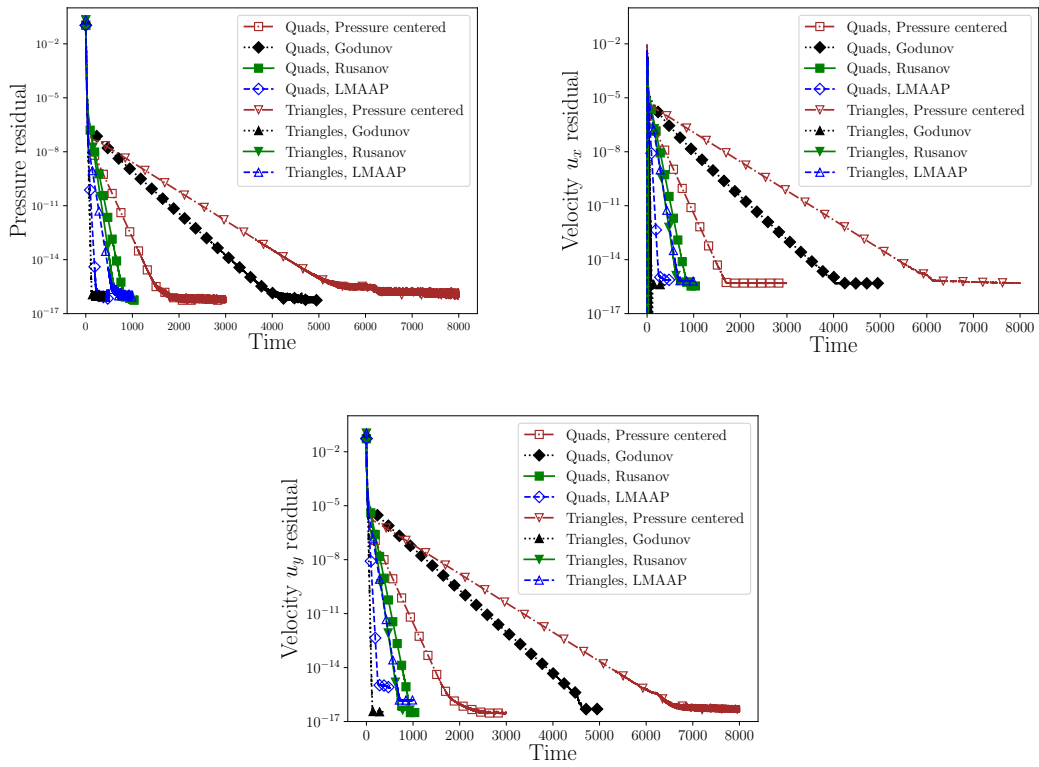 Pressure residual
10⁻²
10⁻⁵
10⁻⁸
10⁻¹¹
10⁻¹⁴
10⁻¹⁷
Quads, Pressure centered
Quads, Godunov
Quads, Rusanov
Quads, LMAAP
Triangles, Pressure centered
Triangles, Godunov
Triangles, Rusanov
Triangles, LMAAP
0 1000 2000 3000 4000 5000 6000 7000 8000
Time
Velocity uₓ residual
10⁻²
10⁻⁵
10⁻⁸
10⁻¹¹
10⁻¹⁴
10⁻¹⁷
Quads, Pressure centered
Quads, Godunov
Quads, Rusanov
Quads, LMAAP
Triangles, Pressure centered
Triangles, Godunov
Triangles, Rusanov
Triangles, LMAAP
0 1000 2000 3000 4000 5000 6000 7000 8000
Time
Velocity u_y residual
10⁻²
10⁻⁵
10⁻⁸
10⁻¹¹
10⁻¹⁴
10⁻¹⁷
Quads, Pressure centered
Quads, Godunov
Quads, Rusanov
Quads, LMAAP
Triangles, Pressure centered
Triangles, Godunov
Triangles, Rusanov
Triangles, LMAAP
0 1000 2000 3000 4000 5000 6000 7000 8000
Time